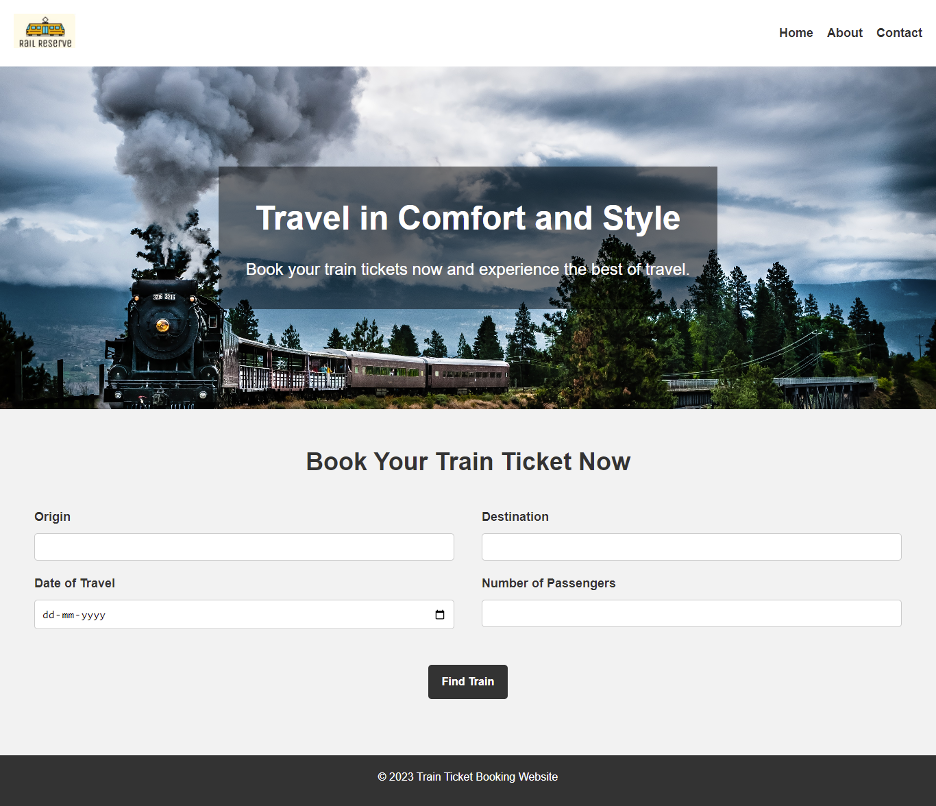 RAIL RESERVE
Home About Contact
Travel in Comfort and Style
Book your train tickets now and experience the best of travel.
Book Your Train Ticket Now
Origin Destination
Date of Travel Number of Passengers
dd-mm-yyyy
Find Train
© 2023 Train Ticket Booking Website